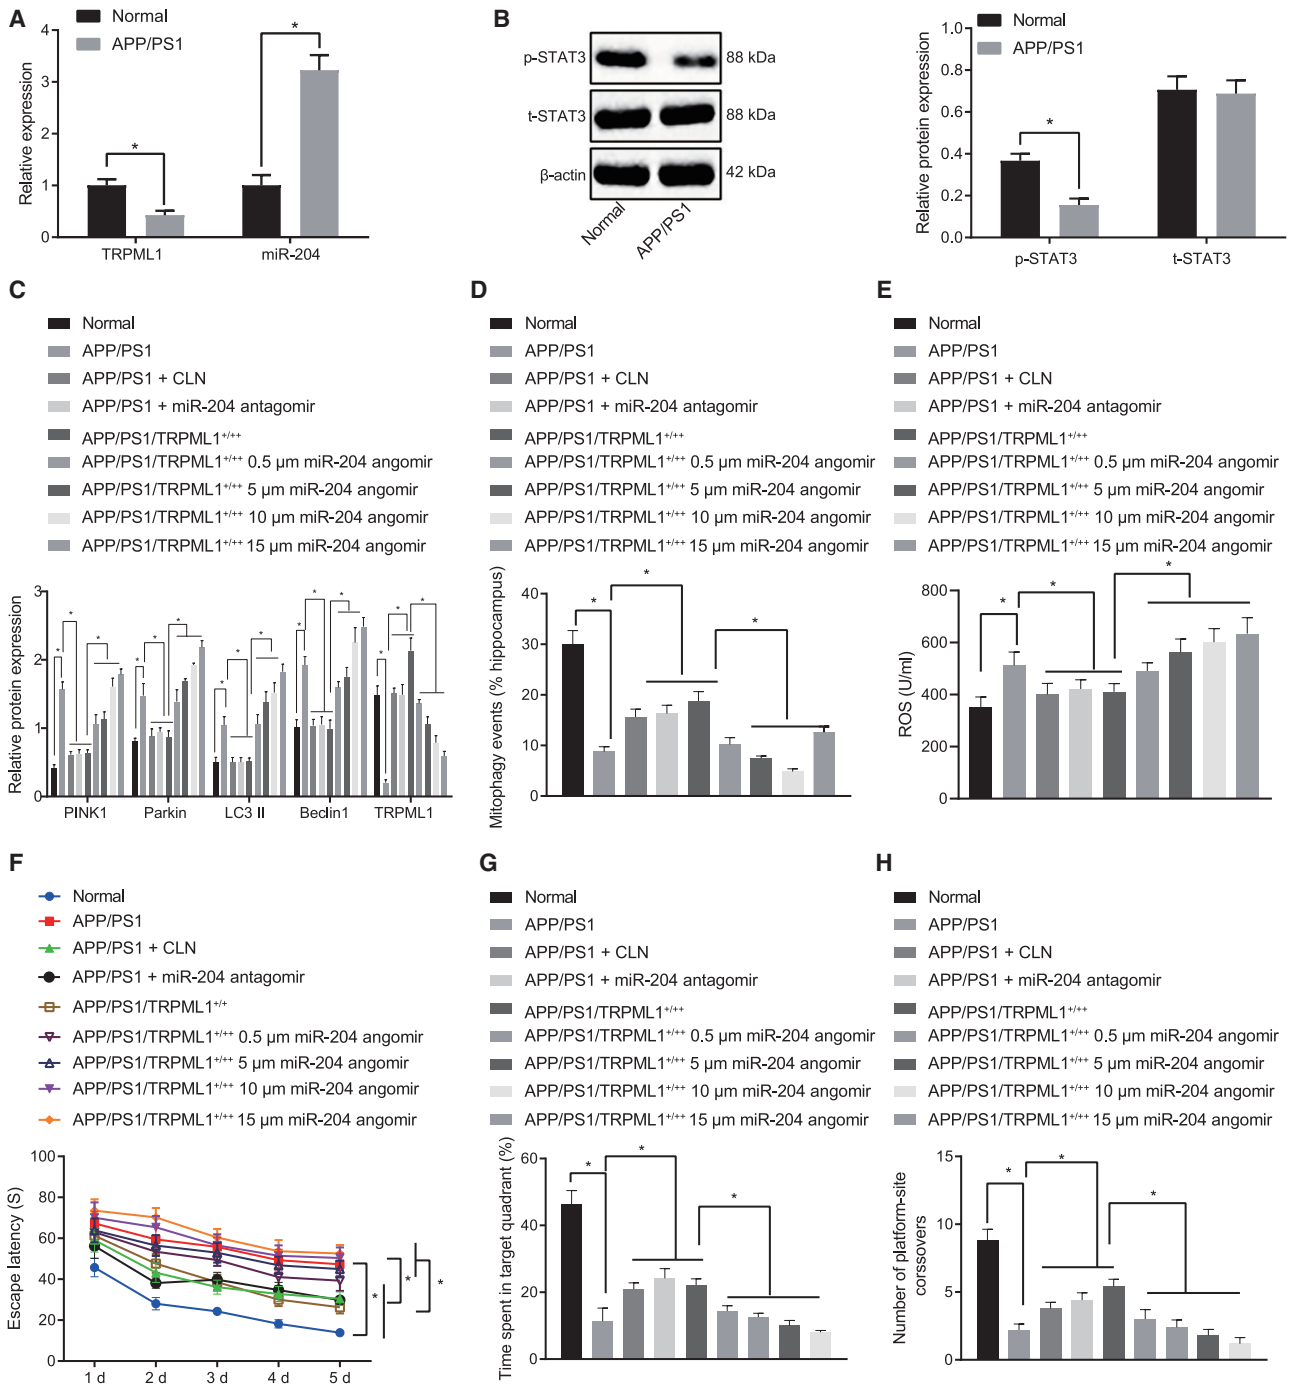 A
Normal
APP/PS1
Relative expression
4
3
2
1
0
*
*
TRPML1
miR-204
B
p-STAT3
88 kDa
t-STAT3
88 kDa
β-actin
42 kDa
Normal
APP/PS1
Normal
APP/PS1
Relative protein expression
1.0
0.8
0.6
0.4
0.2
0.0
*
p-STAT3
t-STAT3
C
Normal
APP/PS1
APP/PS1 + CLN
APP/PS1 + miR-204 antagomir
APP/PS1/TRPML1+/++
APP/PS1/TRPML1+/++ 0.5 μm miR-204 angomir
APP/PS1/TRPML1+/++ 5 μm miR-204 angomir
APP/PS1/TRPML1+/++ 10 μm miR-204 angomir
APP/PS1/TRPML1+/++ 15 μm miR-204 angomir
Relative protein expression
3
2
1
0
* * * *
* * * *
* * * *
* * * *
* * *
PINK1
Parkin
LC3 II
Beclin1
TRPML1
D
Normal
APP/PS1
APP/PS1 + CLN
APP/PS1 + miR-204 antagomir
APP/PS1/TRPML1+/++
APP/PS1/TRPML1+/++ 0.5 μm miR-204 angomir
APP/PS1/TRPML1+/++ 5 μm miR-204 angomir
APP/PS1/TRPML1+/++ 10 μm miR-204 angomir
APP/PS1/TRPML1+/++ 15 μm miR-204 angomir
Mitophagy events (% hippocampus)
40
30
20
10
0
* * *
E
Normal
APP/PS1
APP/PS1 + CLN
APP/PS1 + miR-204 antagomir
APP/PS1/TRPML1+/++
APP/PS1/TRPML1+/++ 0.5 μm miR-204 angomir
APP/PS1/TRPML1+/++ 5 μm miR-204 angomir
APP/PS1/TRPML1+/++ 10 μm miR-204 angomir
APP/PS1/TRPML1+/++ 15 μm miR-204 angomir
ROS (U/ml)
800
600
400
200
0
* * *
F
Normal
APP/PS1
APP/PS1 + CLN
APP/PS1 + miR-204 antagomir
APP/PS1/TRPML1+/+
APP/PS1/TRPML1+/++ 0.5 μm miR-204 angomir
APP/PS1/TRPML1+/++ 5 μm miR-204 angomir
APP/PS1/TRPML1+/++ 10 μm miR-204 angomir
APP/PS1/TRPML1+/++ 15 μm miR-204 angomir
Escape latency (S)
100
80
60
40
20
0
* * *
1 d
2 d
3 d
4 d
5 d
G
Normal
APP/PS1
APP/PS1 + CLN
APP/PS1 + miR-204 antagomir
APP/PS1/TRPML1+/++
APP/PS1/TRPML1+/++ 0.5 μm miR-204 angomir
APP/PS1/TRPML1+/++ 5 μm miR-204 angomir
APP/PS1/TRPML1+/++ 10 μm miR-204 angomir
APP/PS1/TRPML1+/++ 15 μm miR-204 angomir
Time spent in target quadrant (%)
60
40
20
0
* * *
H
Normal
APP/PS1
APP/PS1 + CLN
APP/PS1 + miR-204 antagomir
APP/PS1/TRPML1+/++
APP/PS1/TRPML1+/++ 0.5 μm miR-204 angomir
APP/PS1/TRPML1+/++ 5 μm miR-204 angomir
APP/PS1/TRPML1+/++ 10 μm miR-204 angomir
APP/PS1/TRPML1+/++ 15 μm miR-204 angomir
Number of platform-site
corssovers
15
10
5
0
* * *